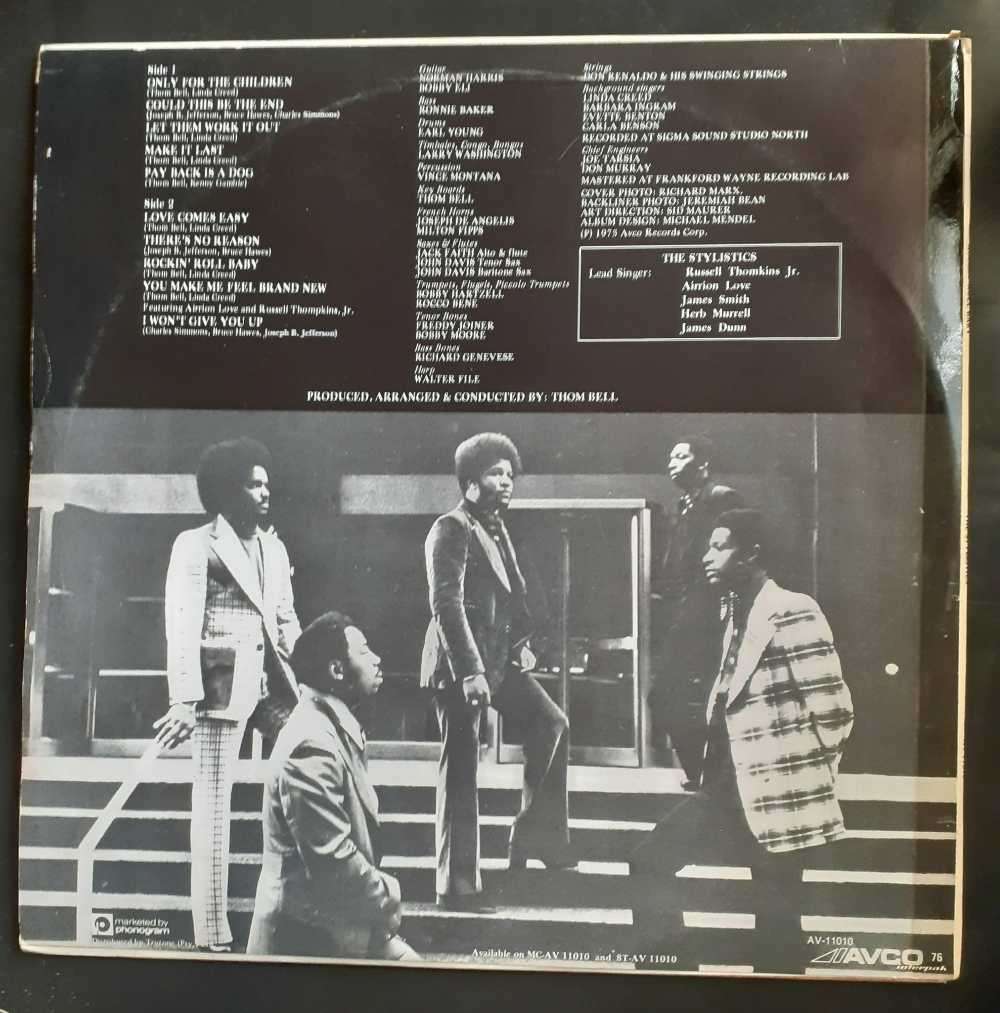 Side 1
ONLY FOR THE CHILDREN
(Thom Bell, Linda Creed)
COULD THIS BE THE END
(Joseph B. Jefferson, Bruce Hawes, Charles Simmons)
LET THEM WORK IT OUT
(Thom Bell, Linda Creed)
MAKE IT LAST
(Thom Bell, Linda Creed)
PAY BACK IS A DOG
(Thom Bell, Kenny Gamble)
Side 2
LOVE COMES EASY
(Thom Bell, Linda Creed)
THERE'S NO REASON
(Joseph B. Jefferson, Bruce Hawes)
ROCKIN' ROLL BABY
(Thom Bell, Linda Creed)
YOU MAKE ME FEEL BRAND NEW
(Thom Bell, Linda Creed)
Featuring Airrion Love and Russell Thompkins, Jr.
I WON'T GIVE YOU UP
(Charles Simmons, Bruce Hawes, Joseph B. Jefferson)
Guitar
NORMAN HARRIS
BOBBY ELI
Bass
RONNIE BAKER
Drums
EARL YOUNG
Timbales, Congo, Bongos
LARRY WASHINGTON
Percussion
VINCE MONTANA
Key Boards
THOM BELL
French Horns
JOSEPH DE ANGELIS
MILTON FIPPS
Saxes & Flutes
JACK FAITH Alto & flute
JOHN DAVIS Tenor Sax
JOHN DAVIS Baritone Sax
Trumpets, Flugels, Piccolo Trumpets
BOBBY HARTZELL
ROCCO BENE
Tenor Bones
FREDDY JOINER
BOBBY MOORE
Bass Bones
RICHARD GENEVESE
Harp
WALTER FILE
Strings
DON RENALDO & HIS SWINGING STRINGS
Background singers
LINDA CREED
BARBARA INGRAM
EVETTE BENTON
CARLA BENSON
RECORDED AT SIGMA SOUND STUDIO NORTH
Chief Engineers
JOE TARSIA
DON MURRAY
MASTERED AT FRANKFORD WAYNE RECORDING LAB
COVER PHOTO: RICHARD MARX.
BACKLINER PHOTO: JEREMIAH BEAN
ART DIRECTION: SID MAURER
ALBUM DESIGN: MICHAEL MENDEL
(P) 1973 Avco Records Corp.
THE STYLISTICS
Lead Singer: Russell Thomkins Jr.
Airrion Love
James Smith
Herb Murrell
James Dunn
PRODUCED, ARRANGED & CONDUCTED BY: THOM BELL
marketed by
phonogram
Distributed by Trutone (Pty)
Available on MC-AV 11010 and 8T-AV 11010
AV-11010
AVCO 76
interpak